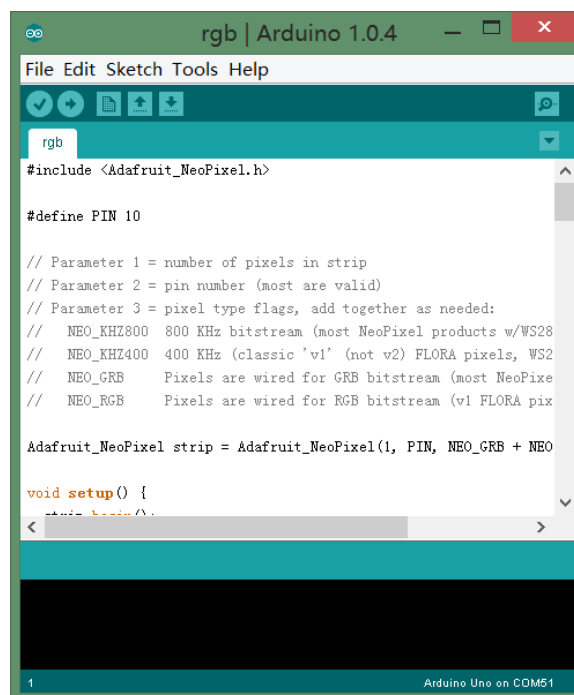 rgb | Arduino 1.0.4
File Edit Sketch Tools Help
rgb
#include <Adafruit_NeoPixel.h>
#define PIN 10
// Parameter 1 = number of pixels in strip
// Parameter 2 = pin number (most are valid)
// Parameter 3 = pixel type flags, add together as needed:
//   NEO_KHZ800  800 KHz bitstream (most NeoPixel products w/WS28
//   NEO_KHZ400  400 KHz (classic 'v1' (not v2) FLORA pixels, WS2
//   NEO_GRB     Pixels are wired for GRB bitstream (most NeoPixe
//   NEO_RGB     Pixels are wired for RGB bitstream (v1 FLORA pix
Adafruit_NeoPixel strip = Adafruit_NeoPixel(1, PIN, NEO_GRB + NEO
void setup() {
strip.begin();
1
Arduino Uno on COM51